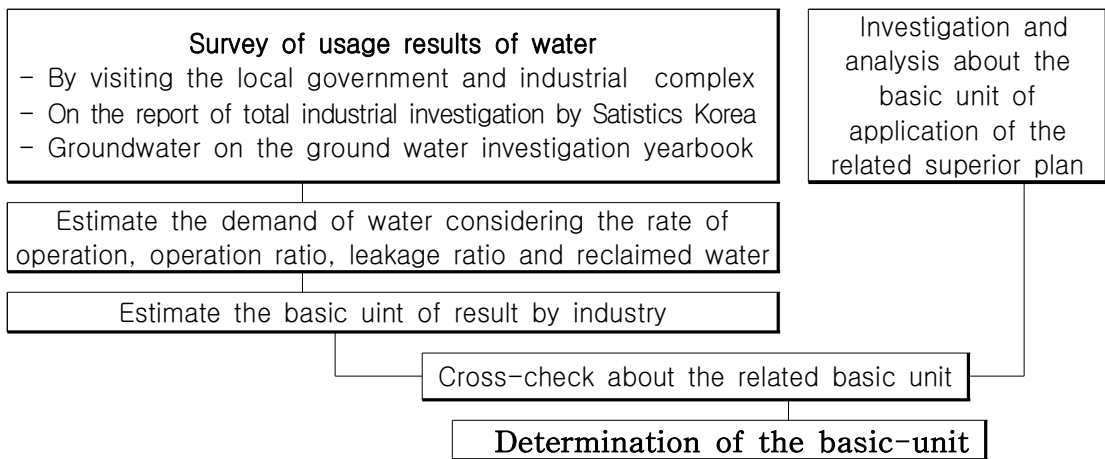 Survey of usage results of water
- By visiting the local government and industrial complex
- On the report of total industrial investigation by Satistics Korea
- Groundwater on the ground water investigation yearbook
Investigation and
analysis about the
basic unit of
application of the
related superior plan
Estimate the demand of water considering the rate of
operation, operation ratio, leakage ratio and reclaimed water
Estimate the basic uint of result by industry
Cross-check about the related basic unit
Determination of the basic-unit